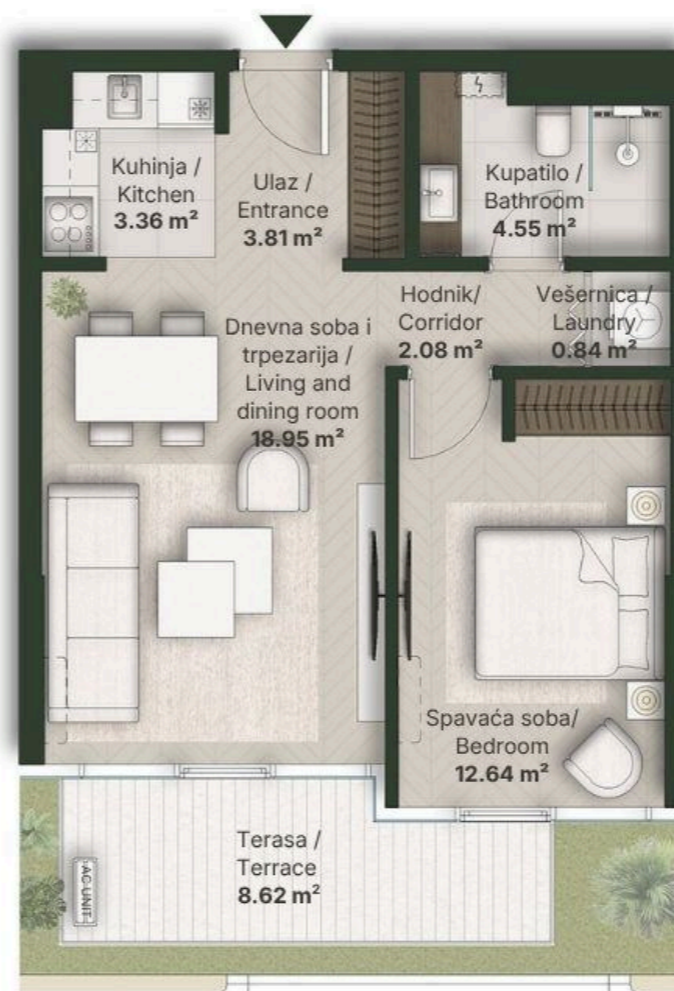 Kuhinja /
Kitchen
3.36 m²
Ulaz /
Entrance
3.81 m²
Kupatilo /
Bathroom
4.55 m²
Hodnik/
Corridor
2.08 m²
Vešernica /
Laundry
0.84 m²
Dnevna soba i
trpezarija /
Living and
dining room
18.95 m²
Spavaća soba/
Bedroom
12.64 m²
Terasa /
Terrace
8.62 m²
AC UNIT